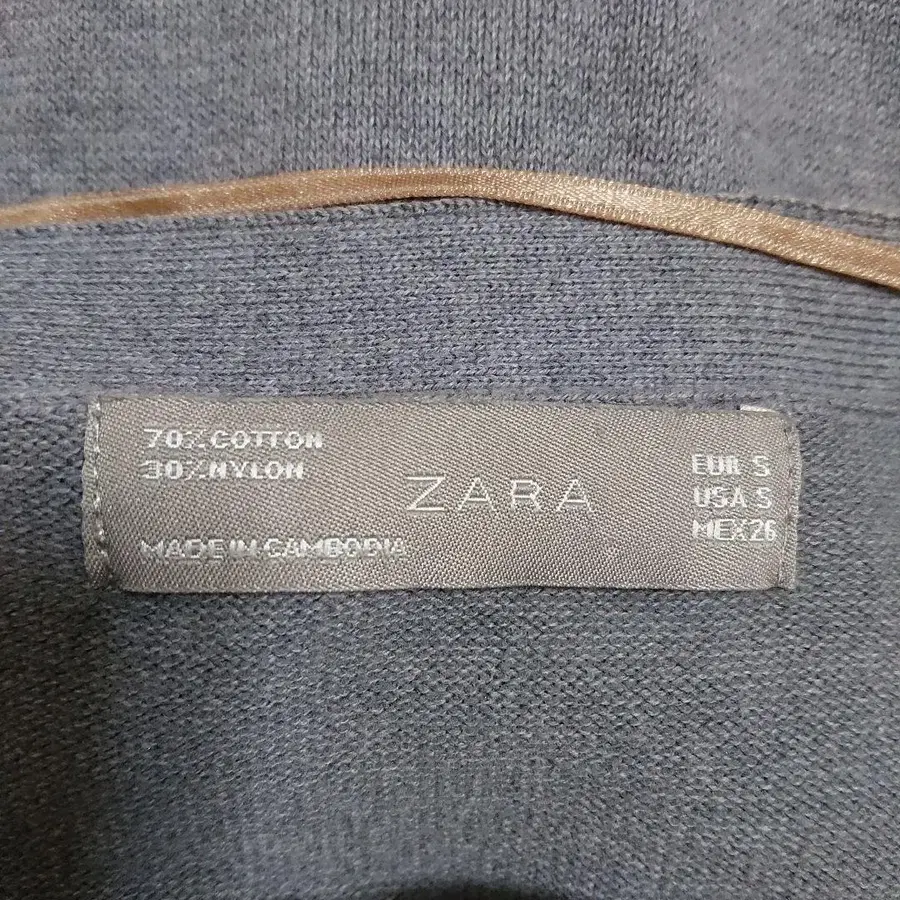 70% COTTON
30% NYLON
MADE IN CAMBODIA
ZARA
EUR S
USA S
MEX 26